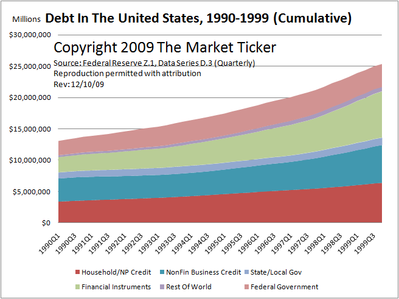 Millions Debt In The United States, 1990-1999 (Cumulative)
$30,000,000
Copyright 2009 The Market Ticker
Source: Federal Reserve Z.1, Data Series D.3 (Quarterly)
Reproduction permitted with attribution
Rev:12/10/09
$25,000,000
$20,000,000
$15,000,000
$10,000,000
$5,000,000
$0
1990Q1 1990Q3 1991Q1 1991Q3 1992Q1 1992Q3 1993Q1 1993Q3 1994Q1 1994Q3 1995Q1 1995Q3 1996Q1 1996Q3 1997Q1 1997Q3 1998Q1 1998Q3 1999Q1 1999Q3
Household/NP Credit NonFin Business Credit State/Local Gov
Financial Instruments Rest Of World Federal Government